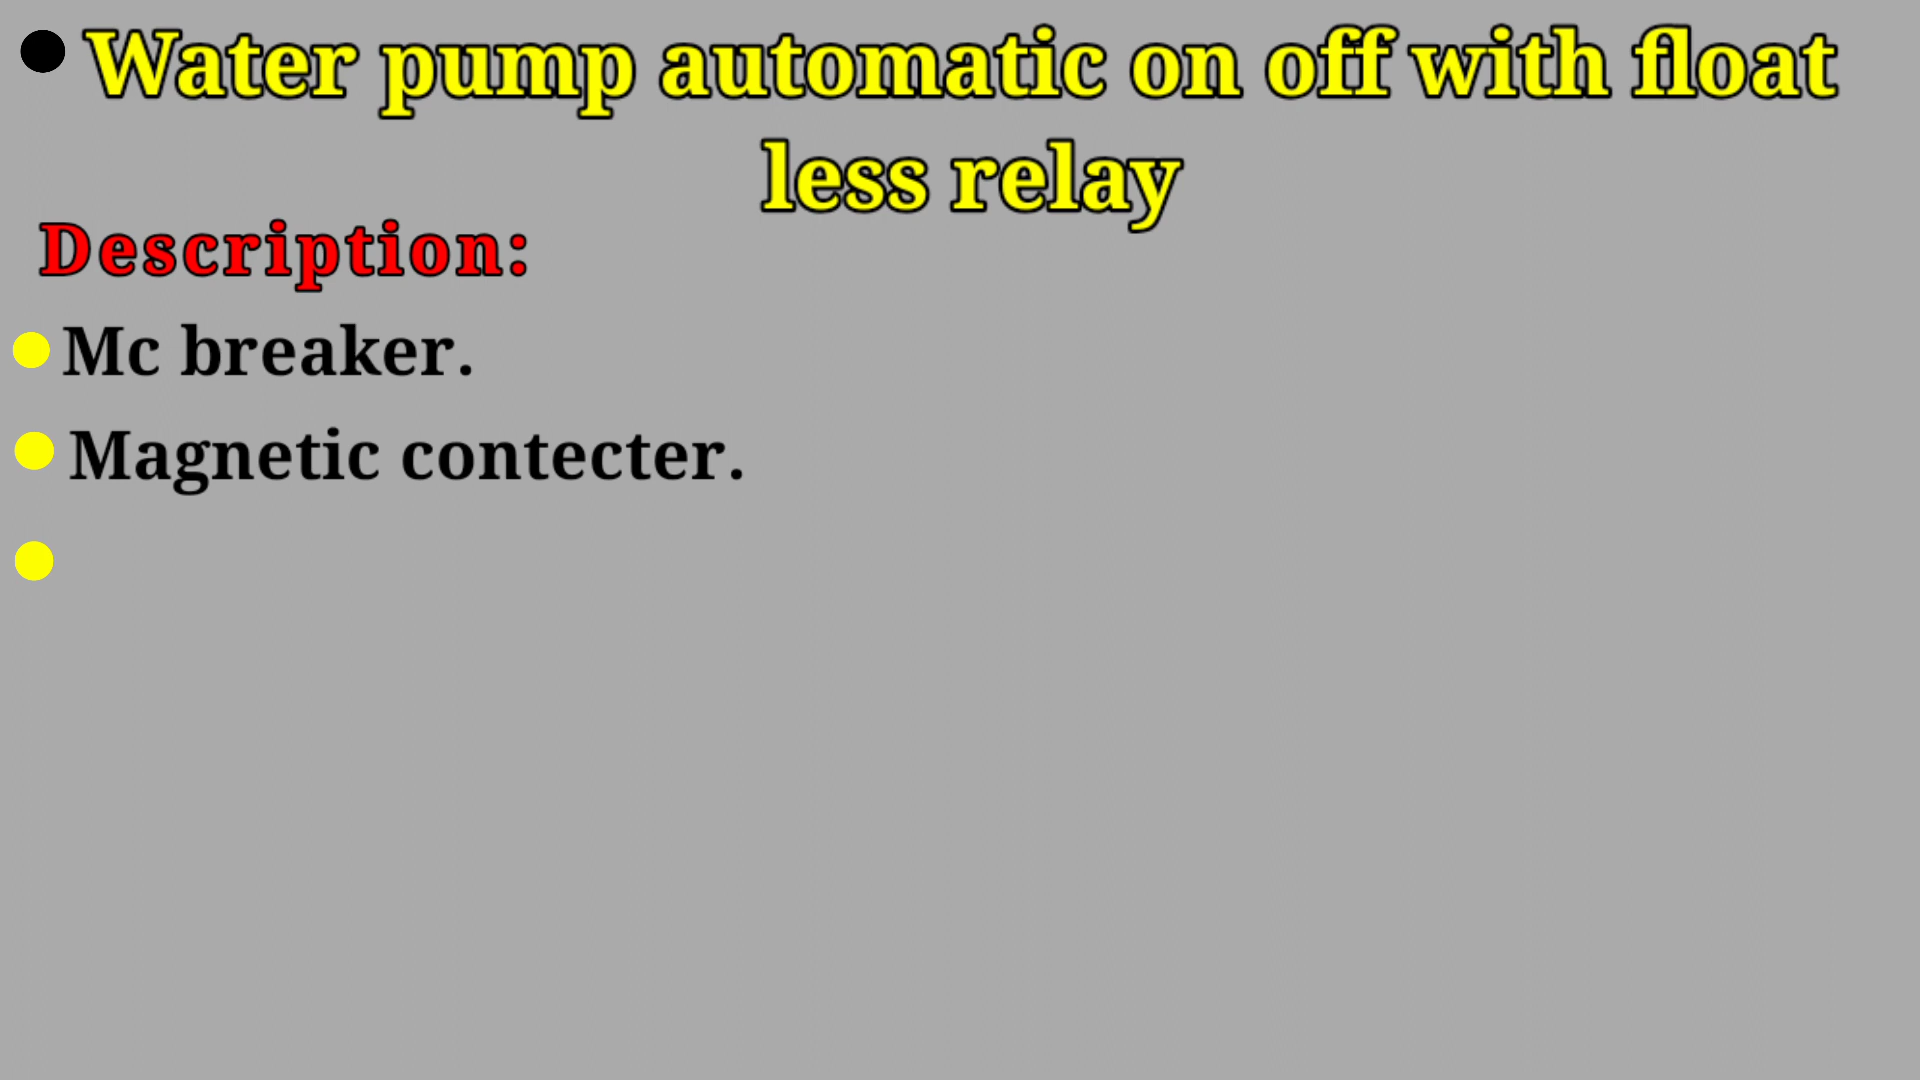 Water pump automatic on off with float
less relay
Description:
Mc breaker.
Magnetic contecter.